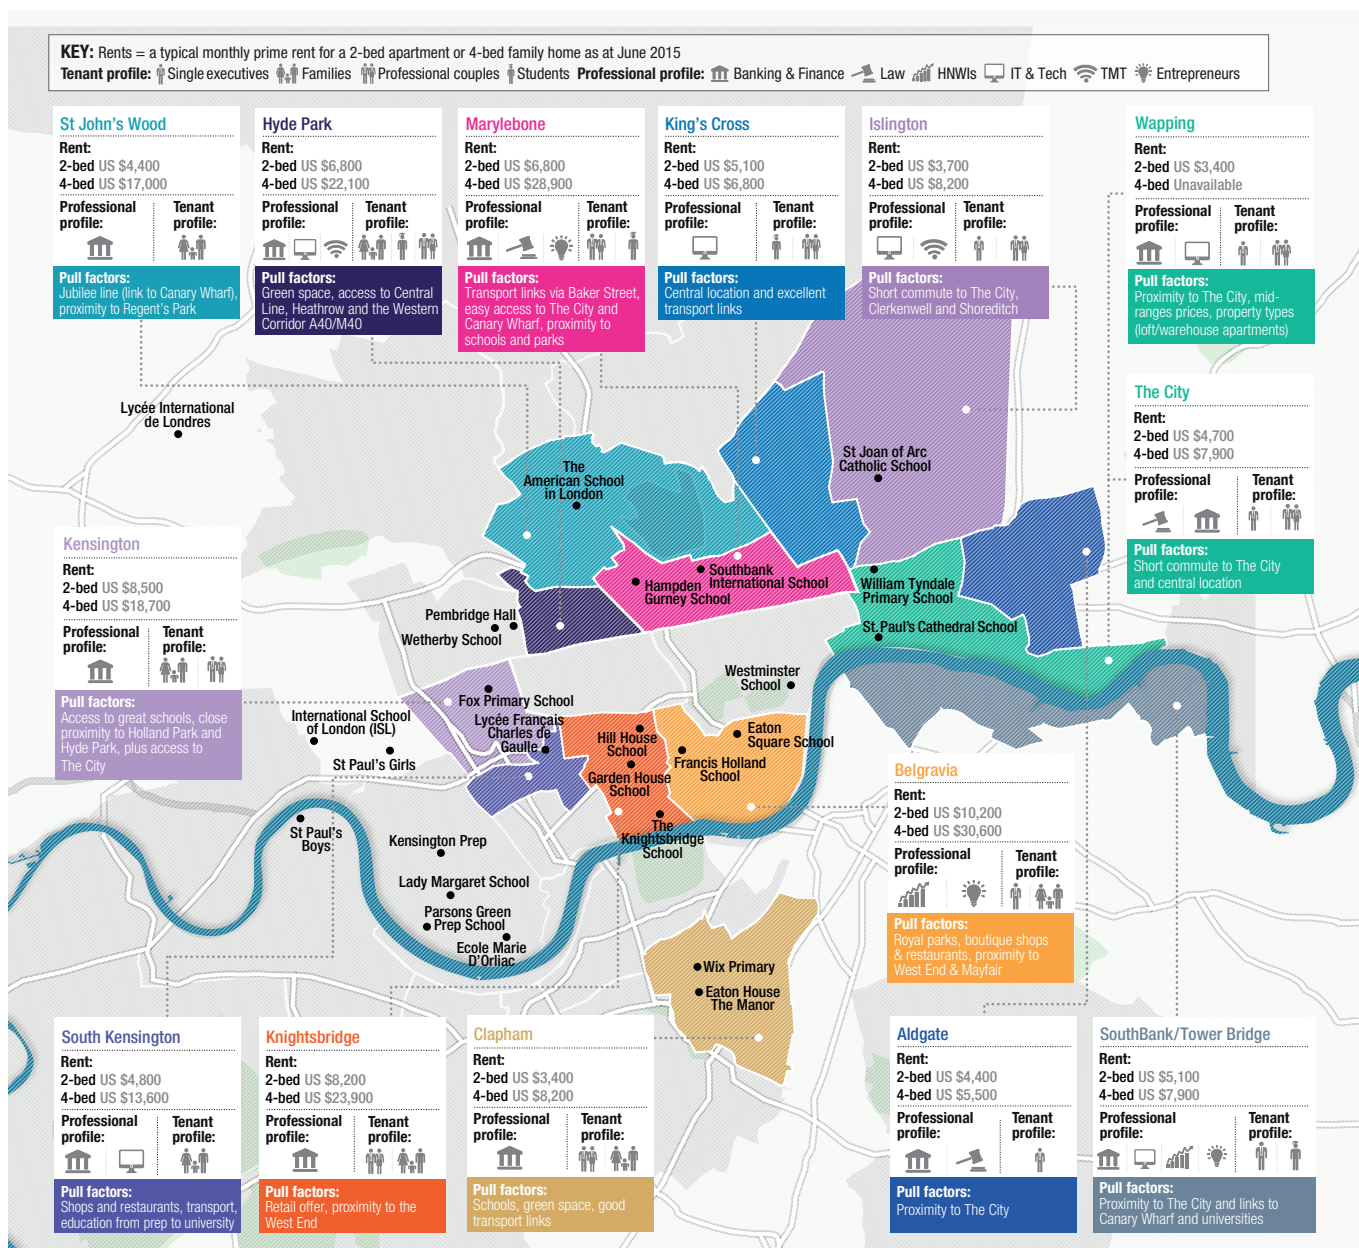 KEY: Rents = a typical monthly prime rent for a 2-bed apartment or 4-bed family home as at June 2015
Tenant profile: Single executives Families Professional couples Students Professional profile: Banking & Finance Law HNWIs IT & Tech TMT Entrepreneurs
St John's Wood
Rent:
2-bed US $4,400
4-bed US $17,000
Professional profile:
Tenant profile:
Pull factors:
Jubilee line (link to Canary Wharf),
proximity to Regent's Park
Hyde Park
Rent:
2-bed US $6,800
4-bed US $22,100
Professional profile:
Tenant profile:
Pull factors:
Green space, access to Central
Line, Heathrow and the Western
Corridor A40/M40
Marylebone
Rent:
2-bed US $6,800
4-bed US $28,900
Professional profile:
Tenant profile:
Pull factors:
Transport links via Baker Street,
easy access to The City and
Canary Wharf, proximity to
schools and parks
King's Cross
Rent:
2-bed US $5,100
4-bed US $6,800
Professional profile:
Tenant profile:
Pull factors:
Central location and excellent
transport links
Islington
Rent:
2-bed US $3,700
4-bed US $8,200
Professional profile:
Tenant profile:
Pull factors:
Short commute to The City,
Clerkenwell and Shoreditch
Wapping
Rent:
2-bed US $3,400
4-bed Unavailable
Professional profile:
Tenant profile:
Pull factors:
Proximity to The City, mid-
ranges prices, property types
(loft/warehouse apartments)
The City
Rent:
2-bed US $4,700
4-bed US $7,900
Professional profile:
Tenant profile:
Pull factors:
Short commute to The City
and central location
Lycée International
de Londres
The
American School
in London
St Joan of Arc
Catholic School
Southbank
International School
Hampden
Gurney School
William Tyndale
Primary School
St. Paul's Cathedral School
Pembridge Hall
Wetherby School
Westminster
School
Kensington
Rent:
2-bed US $8,500
4-bed US $18,700
Professional profile:
Tenant profile:
Pull factors:
Access to great schools, close
proximity to Holland Park and
Hyde Park, plus access to
The City
Fox Primary School
International School
of London (ISL)
Lycée Français
Charles de
Gaulle
St Paul's Girls
Hill House
School
Garden House
School
Eaton
Square School
Francis Holland
School
The
Knightsbridge
School
St Paul's
Boys
Kensington Prep
Lady Margaret School
Parsons Green
Prep School
Ecole Marie
D'Orliac
Wix Primary
Eaton House
The Manor
Belgravia
Rent:
2-bed US $10,200
4-bed US $30,600
Professional profile:
Tenant profile:
Pull factors:
Royal parks, boutique shops
& restaurants, proximity to
West End & Mayfair
South Kensington
Rent:
2-bed US $4,800
4-bed US $13,600
Professional profile:
Tenant profile:
Pull factors:
Shops and restaurants, transport,
education from prep to university
Knightsbridge
Rent:
2-bed US $8,200
4-bed US $23,900
Professional profile:
Tenant profile:
Pull factors:
Retail offer, proximity to the
West End
Clapham
Rent:
2-bed US $3,400
4-bed US $8,200
Professional profile:
Tenant profile:
Pull factors:
Schools, green space, good
transport links
Aldgate
Rent:
2-bed US $4,400
4-bed US $5,500
Professional profile:
Tenant profile:
Pull factors:
Proximity to The City
SouthBank/Tower Bridge
Rent:
2-bed US $5,100
4-bed US $7,900
Professional profile:
Tenant profile:
Pull factors:
Proximity to The City and links to
Canary Wharf and universities